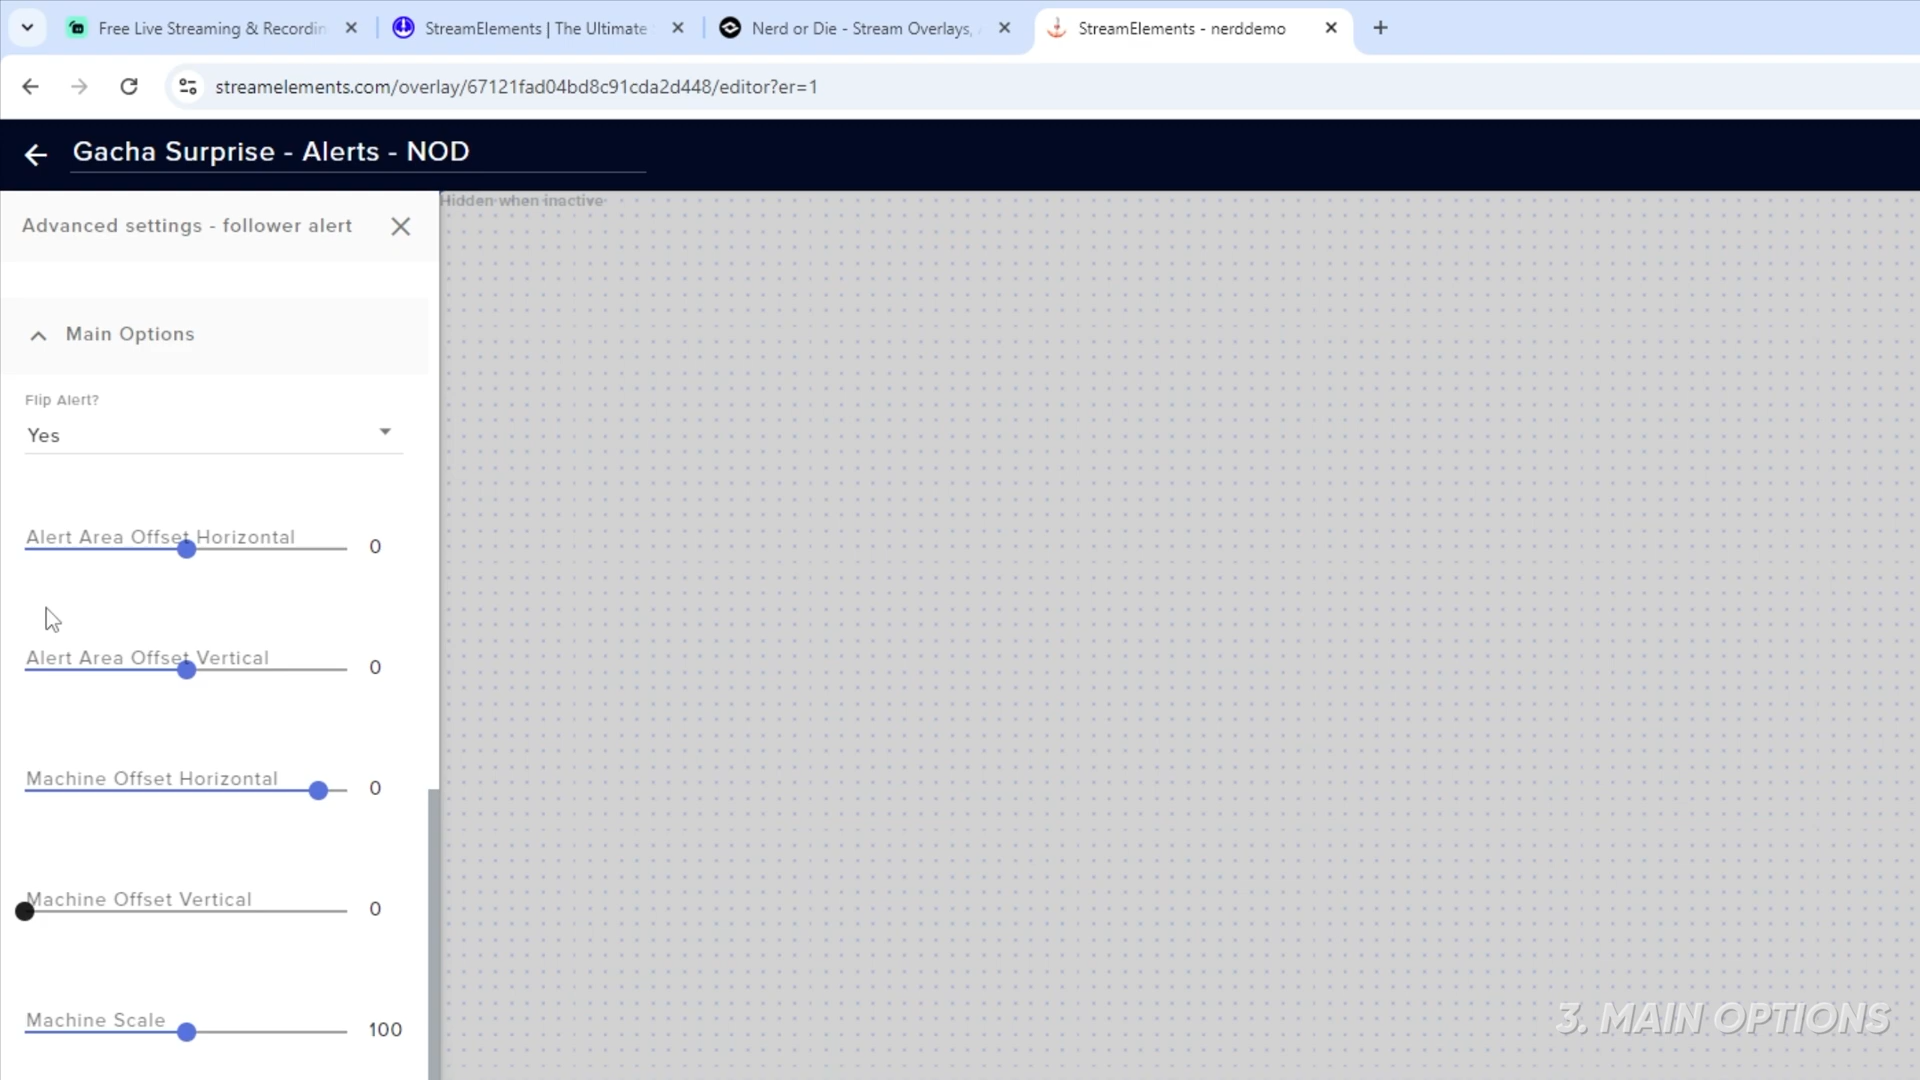 Free Live Streaming & Recordin
StreamElements | The Ultimate
Nerd or Die - Stream Overlays,
StreamElements - nerddemo
streamelements.com/overlay/67121fad04bd8c91cda2d448/editor?er=1
Gacha Surprise - Alerts - NOD
Advanced settings - follower alert
Hidden when inactive
Main Options
Flip Alert?
Yes
Alert Area Offset Horizontal 0
Alert Area Offset Vertical 0
Machine Offset Horizontal 0
Machine Offset Vertical 0
Machine Scale 100
3. MAIN OPTIONS